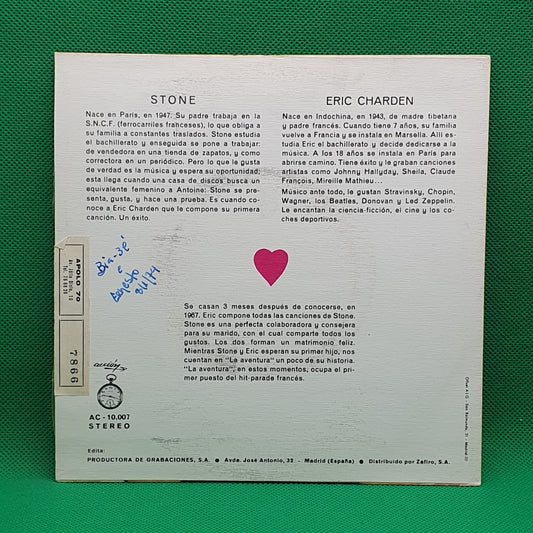 STONE
Nace en París, en 1947. Su padre trabaja en la
S.N.C.F. (ferrocarriles franceses), lo que obliga a
su familia a constantes traslados. Stone estudia
el bachillerato y enseguida se pone a trabajar:
de vendedora en una tienda de zapatos, y como
correctora en un periódico. Pero lo que le gusta
de verdad es la música y espera su oportunidad;
esta llega cuando una casa de discos busca un
equivalente femenino a Antoine: Stone se pre-
senta, gusta, y hace una prueba. Es cuando co-
noce a Eric Charden que le compone su primera
canción. Un éxito.
ERIC CHARDEN
Nace en Indochina, en 1943, de madre tibetana
y padre francés. Cuando tiene 7 años, su familia
vuelve a Francia y se instala en Marsella. Allí es-
tudia Eric el bachillerato y decide dedicarse a la
música. A los 18 años se instala en París para
abrirse camino. Tiene éxito y le graban canciones
artistas como Johnny Hallyday, Sheila, Claude
François, Mireille Mathieu...
Músico ante todo, le gustan Stravinsky, Chopin,
Wagner, los Beatles, Donovan y Led Zeppelin.
Le encantan la ciencia-ficción, el cine y los co-
ches deportivos.
Se casan 3 meses después de conocerse, en
1967. Eric compone todas las canciones de Stone.
Stone es una perfecta colaboradora y consejera
para su marido, con el cual comparte todos los
gustos. Los dos forman un matrimonio feliz.
Mientras Stone y Eric esperan su primer hijo, nos
cuentan en "La aventura" un poco de su historia.
"La aventura", en estos momentos, ocupa el pri-
mer puesto del hit-parade francés.
APOLO 70
7866
acción
AC - 10.007
STEREO
Edita:
PRODUCTORA DE GRABACIONES, S.A. • Avda. José Antonio, 32 - Madrid (España) • Distribuido por Zafiro, S.A.